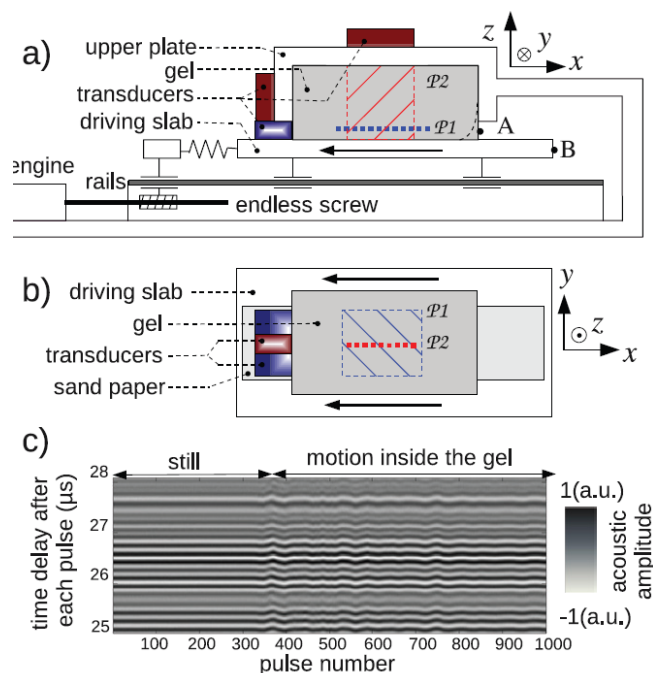 a)
upper plate
gel
transducers
driving slab
engine
rails
endless screw
z
y
x
P2
P1
A
B
b)
driving slab
gel
transducers
sand paper
P1
P2
y
z
x
c)
still
motion inside the gel
time delay after
each pulse (µs)
28
27
26
25
100 200 300 400 500 600 700 800 900 1000
pulse number
1(a.u.)
-1(a.u.)
acoustic
amplitude